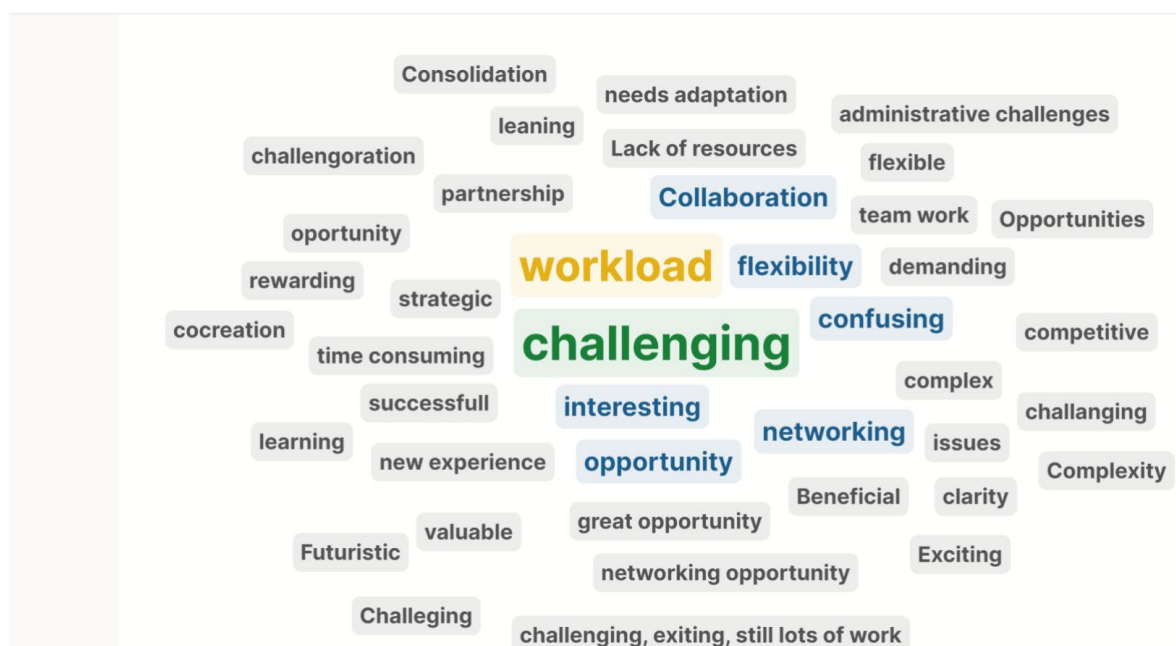 Consolidation
needs adaptation
administrative challenges
leaning
Lack of resources
challengoration
flexible
partnership
Collaboration
team work
Opportunities
oportunity
workload
flexibility
demanding
rewarding
strategic
confusing
cocreation
competitive
challenging
time consuming
complex
successfull
interesting
challanging
networking
learning
issues
new experience
opportunity
Complexity
Beneficial
clarity
great opportunity
valuable
Futuristic
Exciting
networking opportunity
Challeging
challenging, exiting, still lots of work